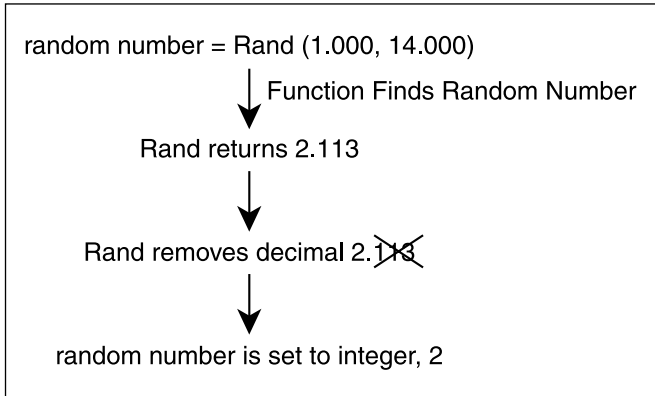 random number = Rand (1.000, 14.000)
Function Finds Random Number
Rand returns 2.113
Rand removes decimal 2.113
random number is set to integer, 2